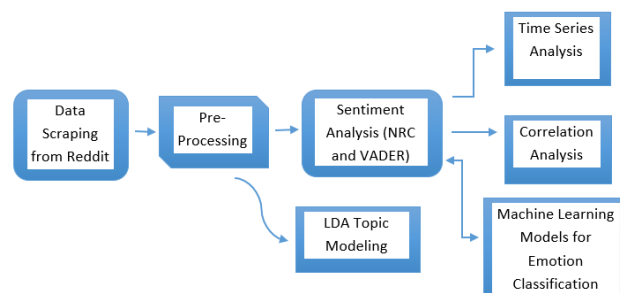 Data
Scraping
from Reddit
Pre-
Processing
Sentiment
Analysis (NRC
and VADER)
Time Series
Analysis
Correlation
Analysis
LDA Topic
Modeling
Machine Learning
Models for
Emotion
Classification